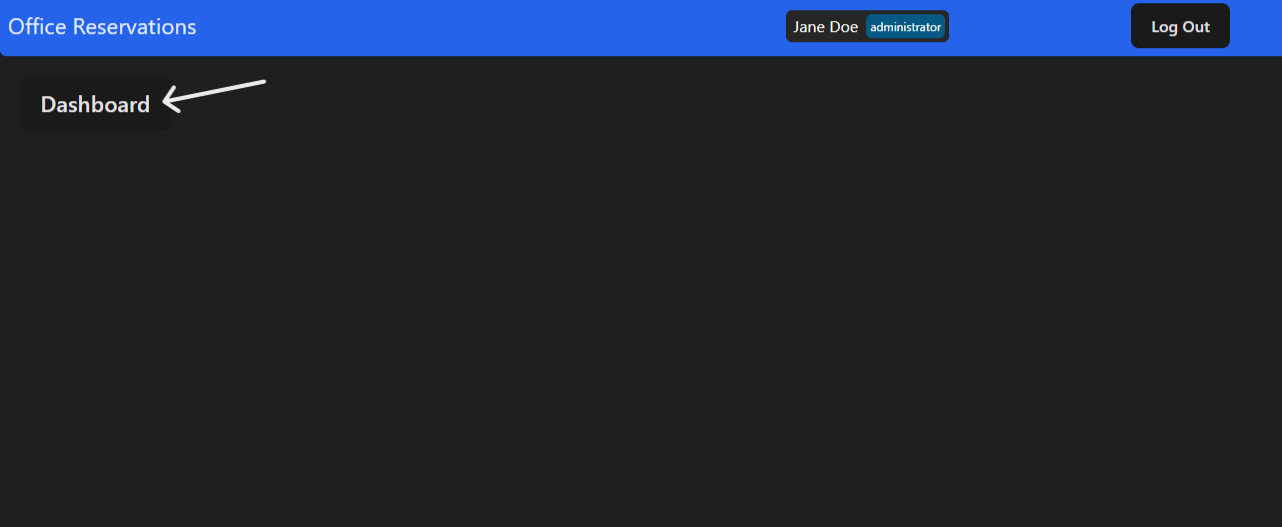 Office Reservations
Jane Doe administrator
Log Out
Dashboard